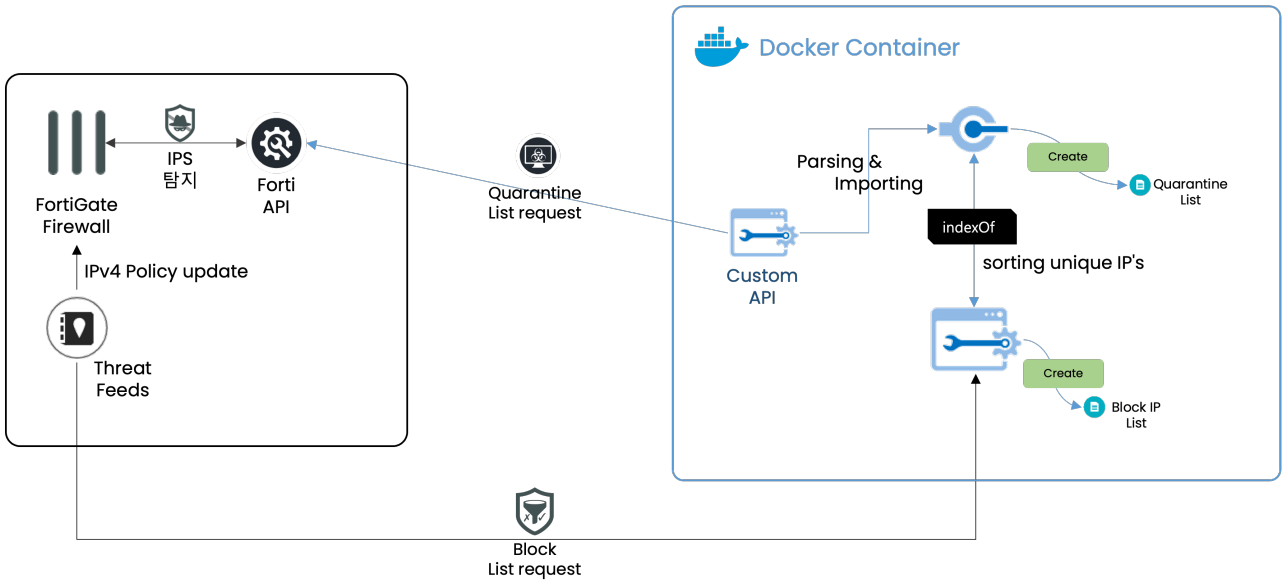 Docker Container
IPS
탐지
Forti
API
FortiGate
Firewall
IPv4 Policy update
Threat
Feeds
Quarantine
List request
Custom
API
Parsing &
Importing
Create
Quarantine
List
indexOf
sorting unique IP's
Create
Block IP
List
Block
List request